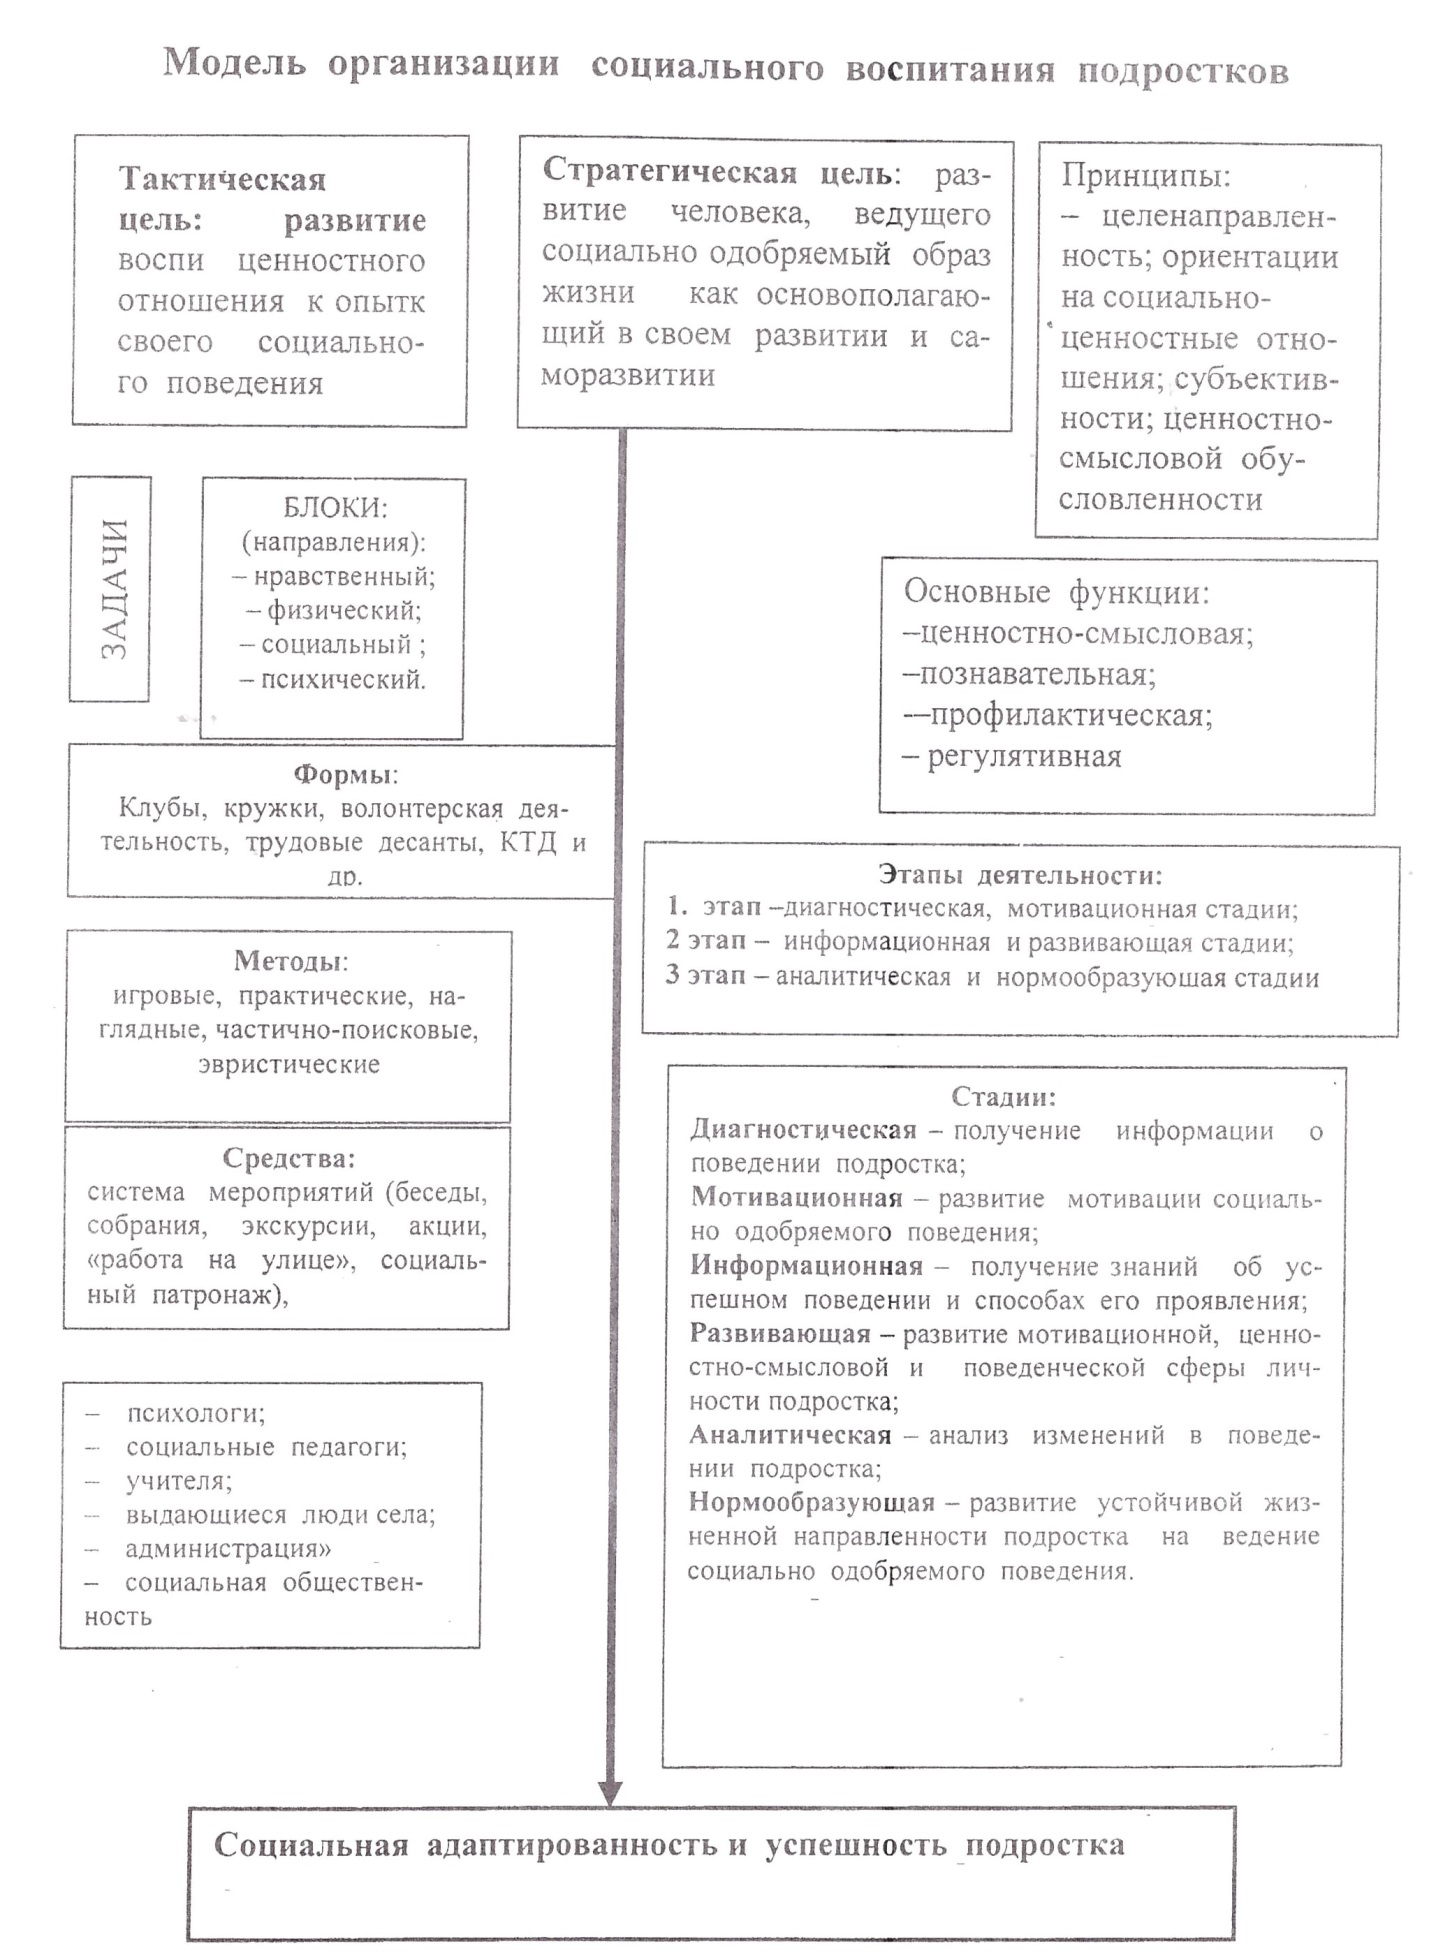 Модель организации социального воспитания подростков
Тактическая
цель: развитие
воспи ценностного
отношения к опытк
своего социально-
го поведения
Стратегическая цель: раз-
витие человека, ведущего
социально одобряемый образ
жизни как основополагаю-
щий в своем развитии и са-
моразвитии
Принципы:
– целенаправлен-
ность; ориентации
на социально-
ценностные отно-
шения; субъектив-
ности; ценностно-
смысловой обу-
словленности
ЗАДАЧИ
БЛОКИ:
(направления):
– нравственный;
– физический;
– социальный ;
– психический.
Основные функции:
–ценностно-смысловая;
–познавательная;
—профилактическая;
– регулятивная
Формы:
Клубы, кружки, волонтерская дея-
тельность, трудовые десанты, КТД и
др.
Этапы деятельности:
1. этап –диагностическая, мотивационная стадии;
2 этап – информационная и развивающая стадии;
3 этап – аналитическая и нормообразуюшая стадии
Методы:
игровые, практические, на-
глядные, частично-поисковые,
эвристические
Средства:
система мероприятий (беседы,
собрания, экскурсии, акции,
«работа на улице», социаль-
ный патронаж),
Стадии:
Диагностическая – получение информации о
поведении подростка;
Мотивационная – развитие мотивации социаль-
но одобряемого поведения;
Информационная – получение знаний об ус-
пешном поведении и способах его проявления;
Развивающая – развитие мотивационной, ценно-
стно-смысловой и поведенческой сферы лич-
ности подростка;
Аналитическая – анализ изменений в поведе-
нии подростка;
Нормообразующая – развитие устойчивой жиз-
ненной направленности подростка на ведение
социально одобряемого поведения.
– психологи;
– социальные педагоги;
– учителя;
– выдающиеся люди села;
– администрация»
– социальная обществен-
ность
Социальная адаптированность и успешность подростка